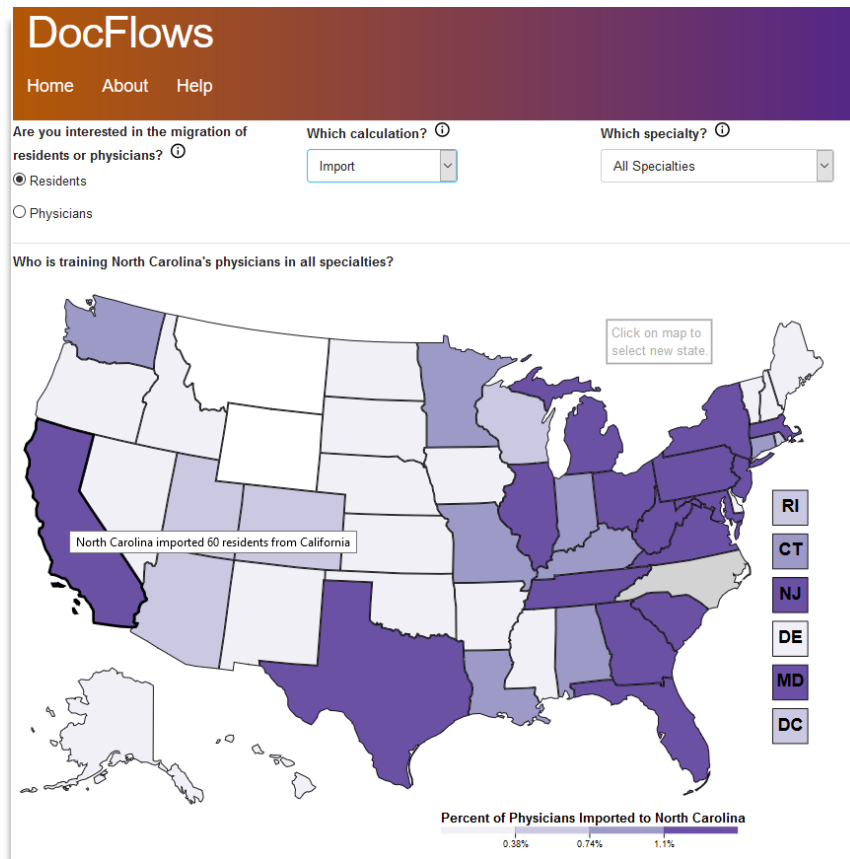 DocFlows
Home About Help
Are you interested in the migration of
residents or physicians?
Residents
Physicians
Which calculation?
Import
Which specialty?
All Specialties
Who is training North Carolina's physicians in all specialties?
Click on map to
select new state.
North Carolina imported 60 residents from California
RI
CT
NJ
DE
MD
DC
Percent of Physicians Imported to North Carolina
0.38% 0.74% 1.1%